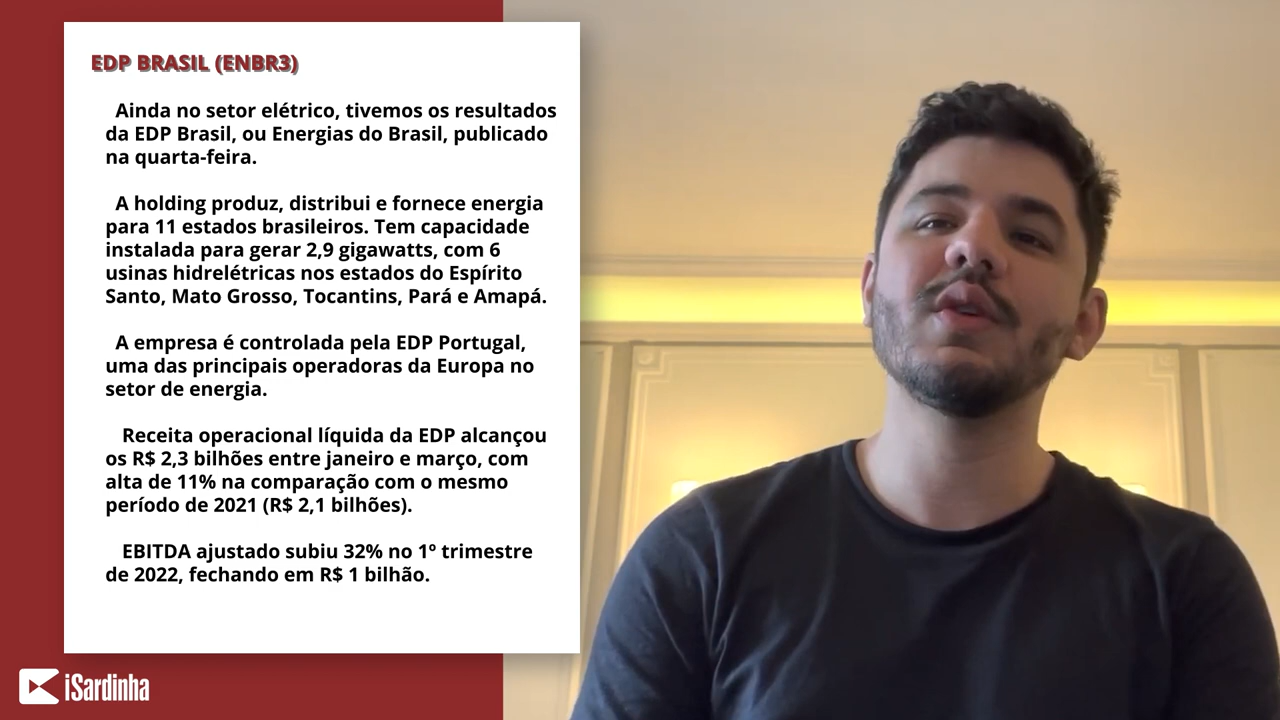 EDP BRASIL (ENBR3)
Ainda no setor elétrico, tivemos os resultados
da EDP Brasil, ou Energias do Brasil, publicado
na quarta-feira.
A holding produz, distribui e fornece energia
para 11 estados brasileiros. Tem capacidade
instalada para gerar 2,9 gigawatts, com 6
usinas hidrelétricas nos estados do Espírito
Santo, Mato Grosso, Tocantins, Pará e Amapá.
A empresa é controlada pela EDP Portugal,
uma das principais operadoras da Europa no
setor de energia.
Receita operacional líquida da EDP alcançou
os R$ 2,3 bilhões entre janeiro e março, com
alta de 11% na comparação com o mesmo
período de 2021 (R$ 2,1 bilhões).
EBITDA ajustado subiu 32% no 1º trimestre
de 2022, fechando em R$ 1 bilhão.
iSardinha